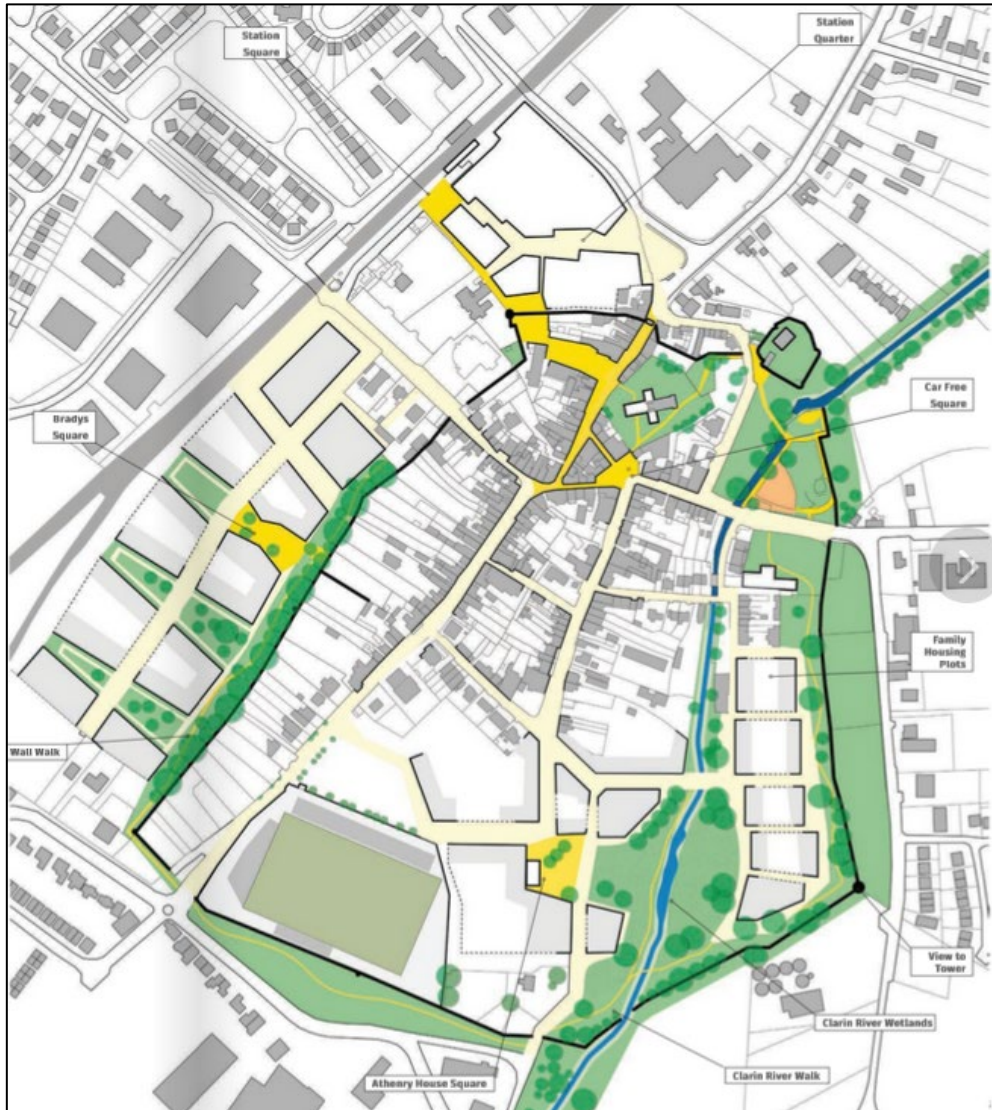 Station
Square
Station
Quarter
Car Free
Square
Bradys
Square
Family
Housing
Plots
Wall Walk
View to
Tower
Clarin River Wetlands
Clarin River Walk
Athenry House Square